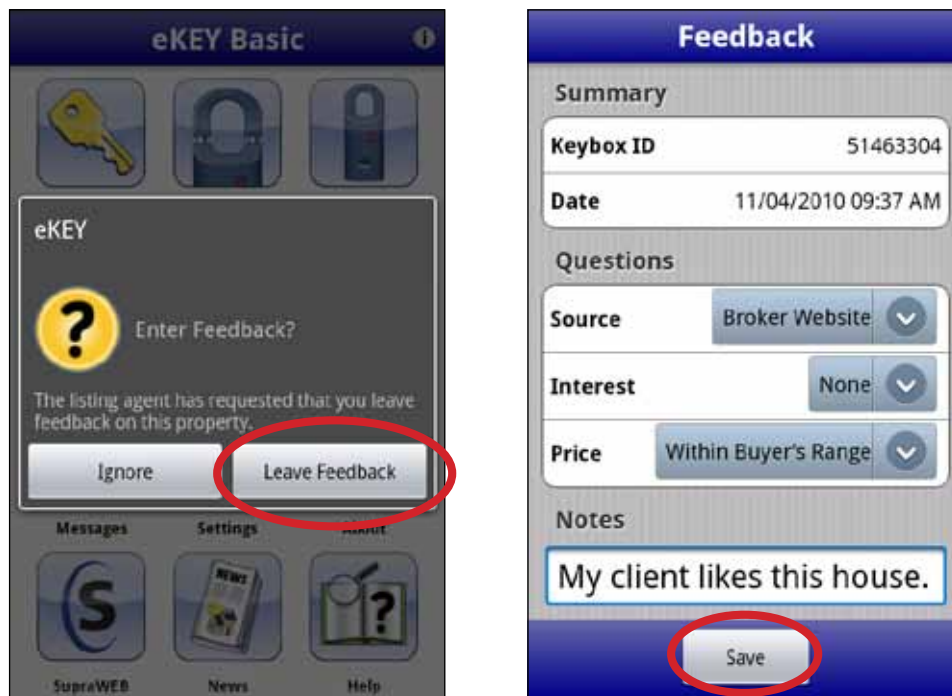 eKEY Basic
eKEY
Enter Feedback?
The listing agent has requested that you leave
feedback on this property.
Ignore
Leave Feedback
Messages
Settings
About
NEWS
SupraWEB
News
Help
Feedback
Summary
Keybox ID 51463304
Date 11/04/2010 09:37 AM
Questions
Source Broker Website
Interest None
Price Within Buyer's Range
Notes
My client likes this house.
Save